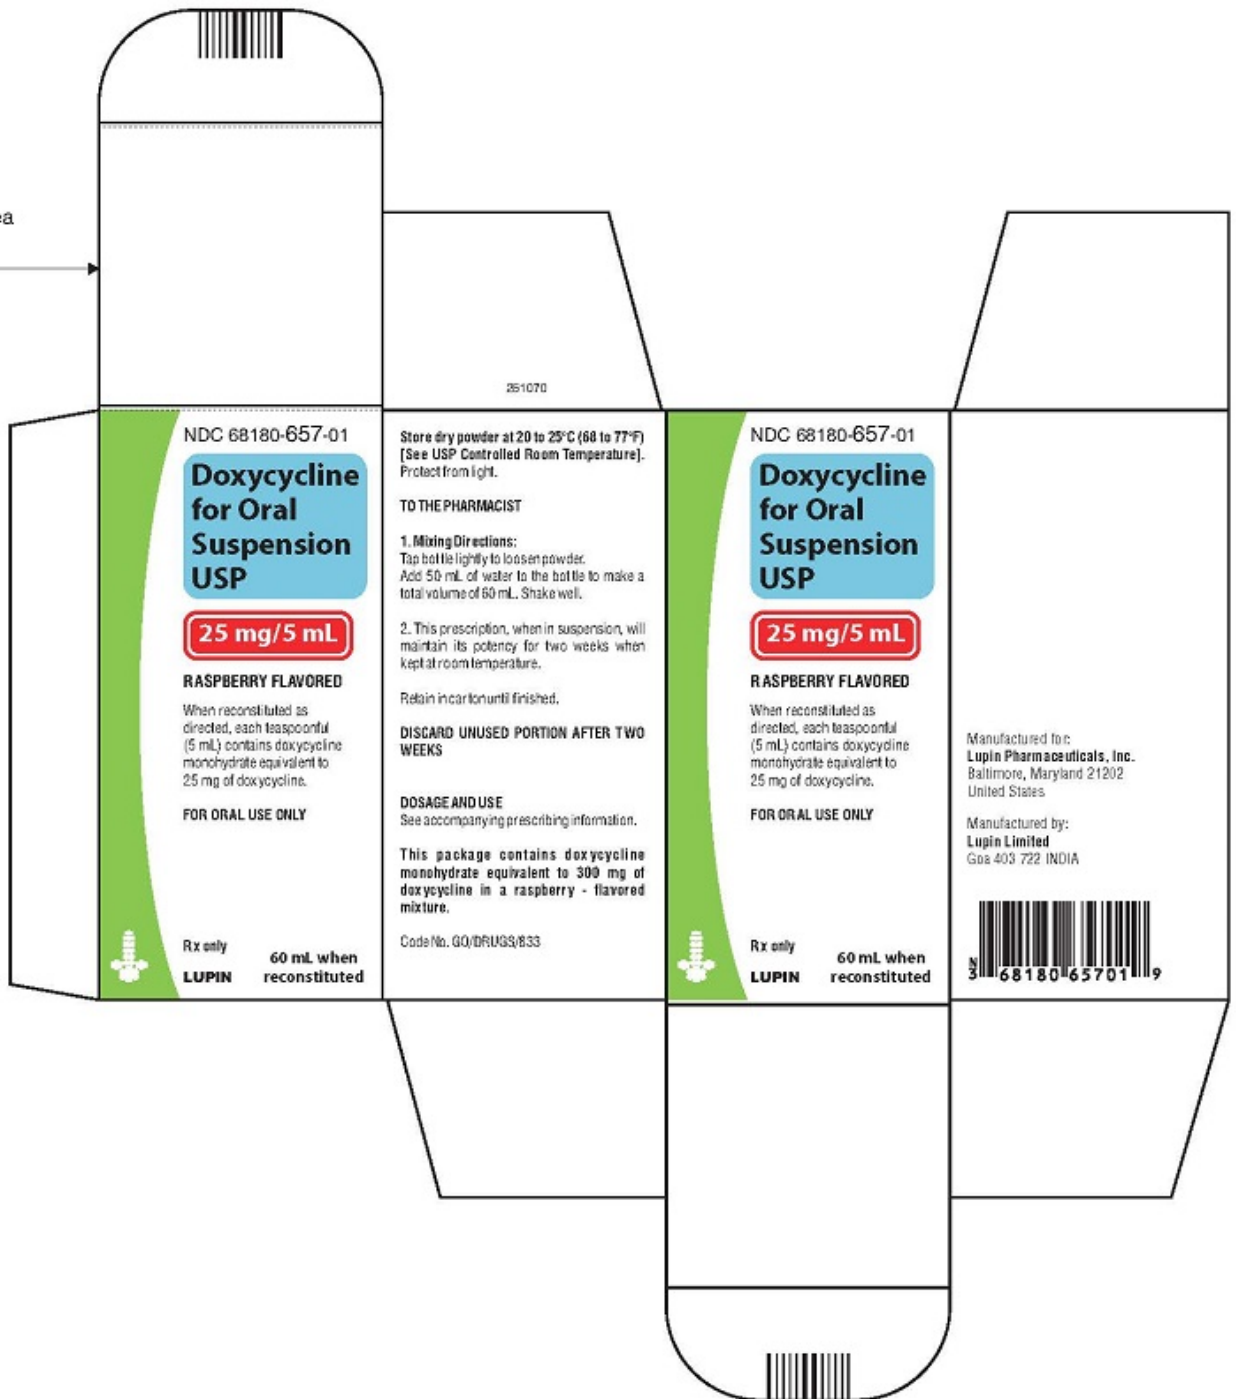 ea
251070
NDC 68180-657-01
Doxycycline
for Oral
Suspension
USP
25 mg/5 mL
RASPBERRY FLAVORED
When reconstituted as
directed, each teaspoonful
(5 mL) contains doxycycline
monohydrate equivalent to
25 mg of doxycycline.
FOR ORAL USE ONLY
Rx only
LUPIN
60 mL when
reconstituted
Store dry powder at 20 to 25°C (68 to 77°F)
[See USP Controlled Room Temperature].
Protect from light.
TO THE PHARMACIST
1. Mixing Directions:
Tap bottle lightly to loosen powder.
Add 50 mL of water to the bottle to make a
total volume of 60 mL. Shake well.
2. This prescription, when in suspension, will
maintain its potency for two weeks when
kept at room temperature.
Retain in carton until finished.
DISCARD UNUSED PORTION AFTER TWO
WEEKS
DOSAGE AND USE
See accompanying prescribing information.
This package contains doxycycline
monohydrate equivalent to 300 mg of
doxycycline in a raspberry - flavored
mixture.
Code No. GO/DRUGS/633
NDC 68180-657-01
Doxycycline
for Oral
Suspension
USP
25 mg/5 mL
RASPBERRY FLAVORED
When reconstituted as
directed, each teaspoonful
(5 mL) contains doxycycline
monohydrate equivalent to
25 mg of doxycycline.
FOR ORAL USE ONLY
Rx only
LUPIN
60 mL when
reconstituted
Manufactured for:
Lupin Pharmaceuticals, Inc.
Baltimore, Maryland 21202
United States
Manufactured by:
Lupin Limited
Goa 403 722 INDIA
N
3 68180 65701 9